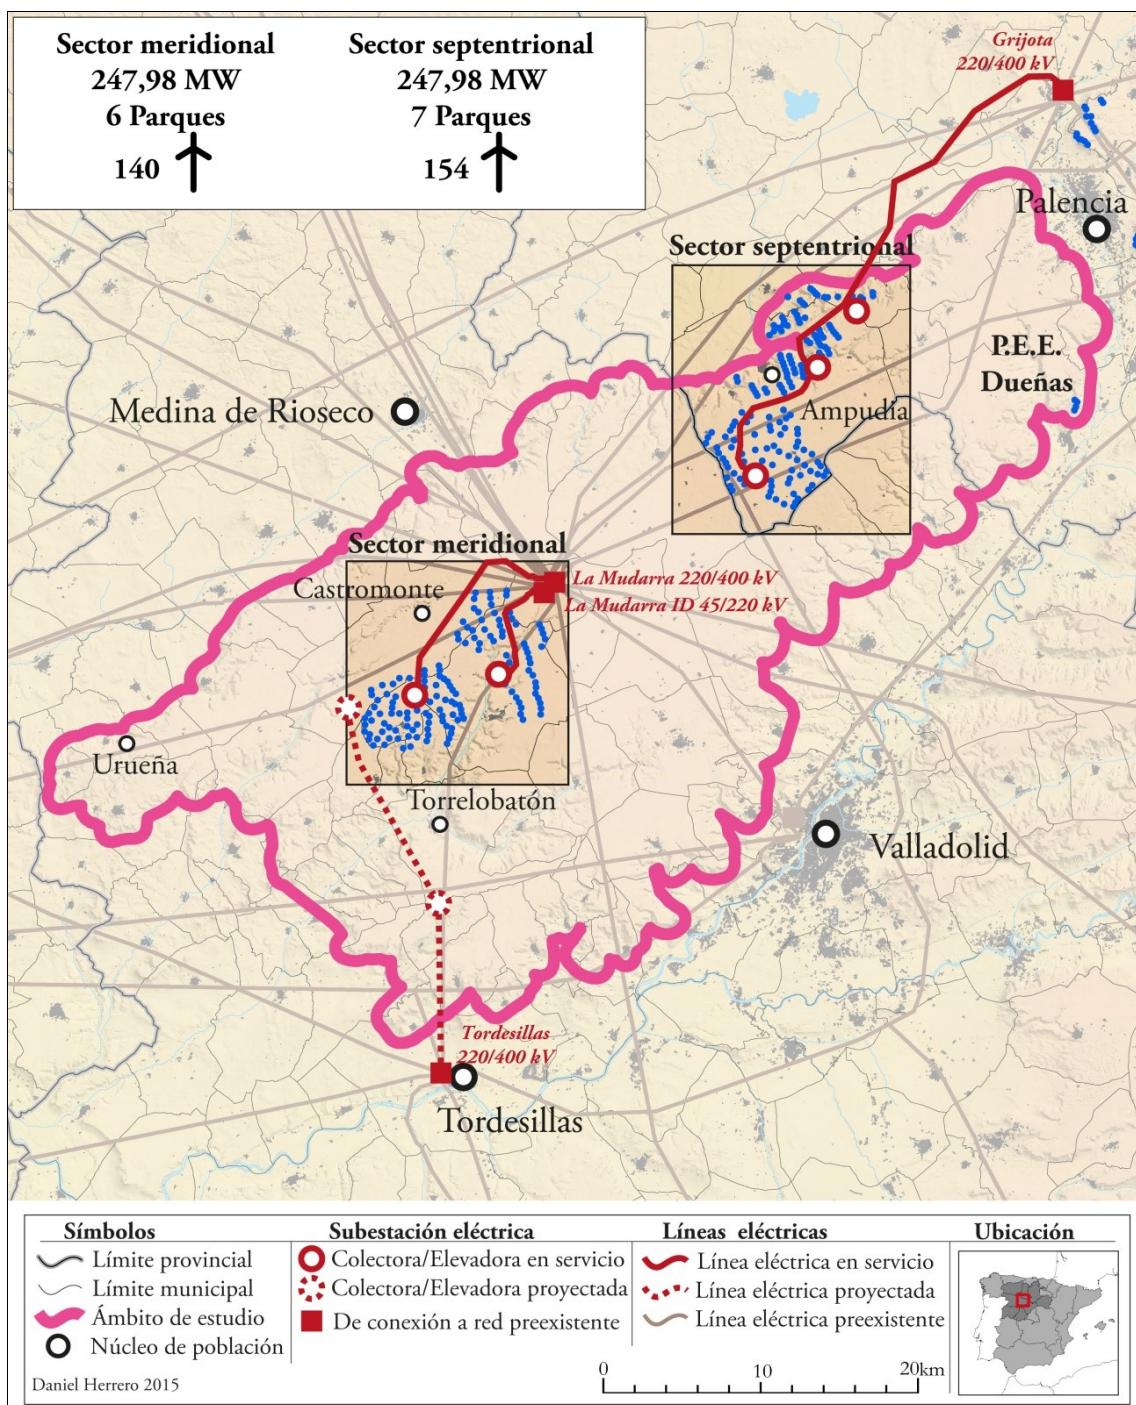 Sector meridional
247,98 MW
6 Parques
140
Sector septentrional
247,98 MW
7 Parques
154
Grijota
220/400 kV
Palencia
Sector septentrional
P.E.E.
Dueñas
Medina de Rioseco
Ampudia
Sector meridional
Castromonte
La Mudarra 220/400 kV
La Mudarra ID 45/220 kV
Urueña
Torrelobatón
Valladolid
Tordesillas
220/400 kV
Tordesillas
Símbolos
Límite provincial
Límite municipal
Ámbito de estudio
Núcleo de población
Daniel Herrero 2015
Subestación eléctrica
Colectora/Elevadora en servicio
Colectora/Elevadora proyectada
De conexión a red preexistente
Líneas eléctricas
Línea eléctrica en servicio
Línea eléctrica proyectada
Línea eléctrica preexistente
0 10 20km
Ubicación